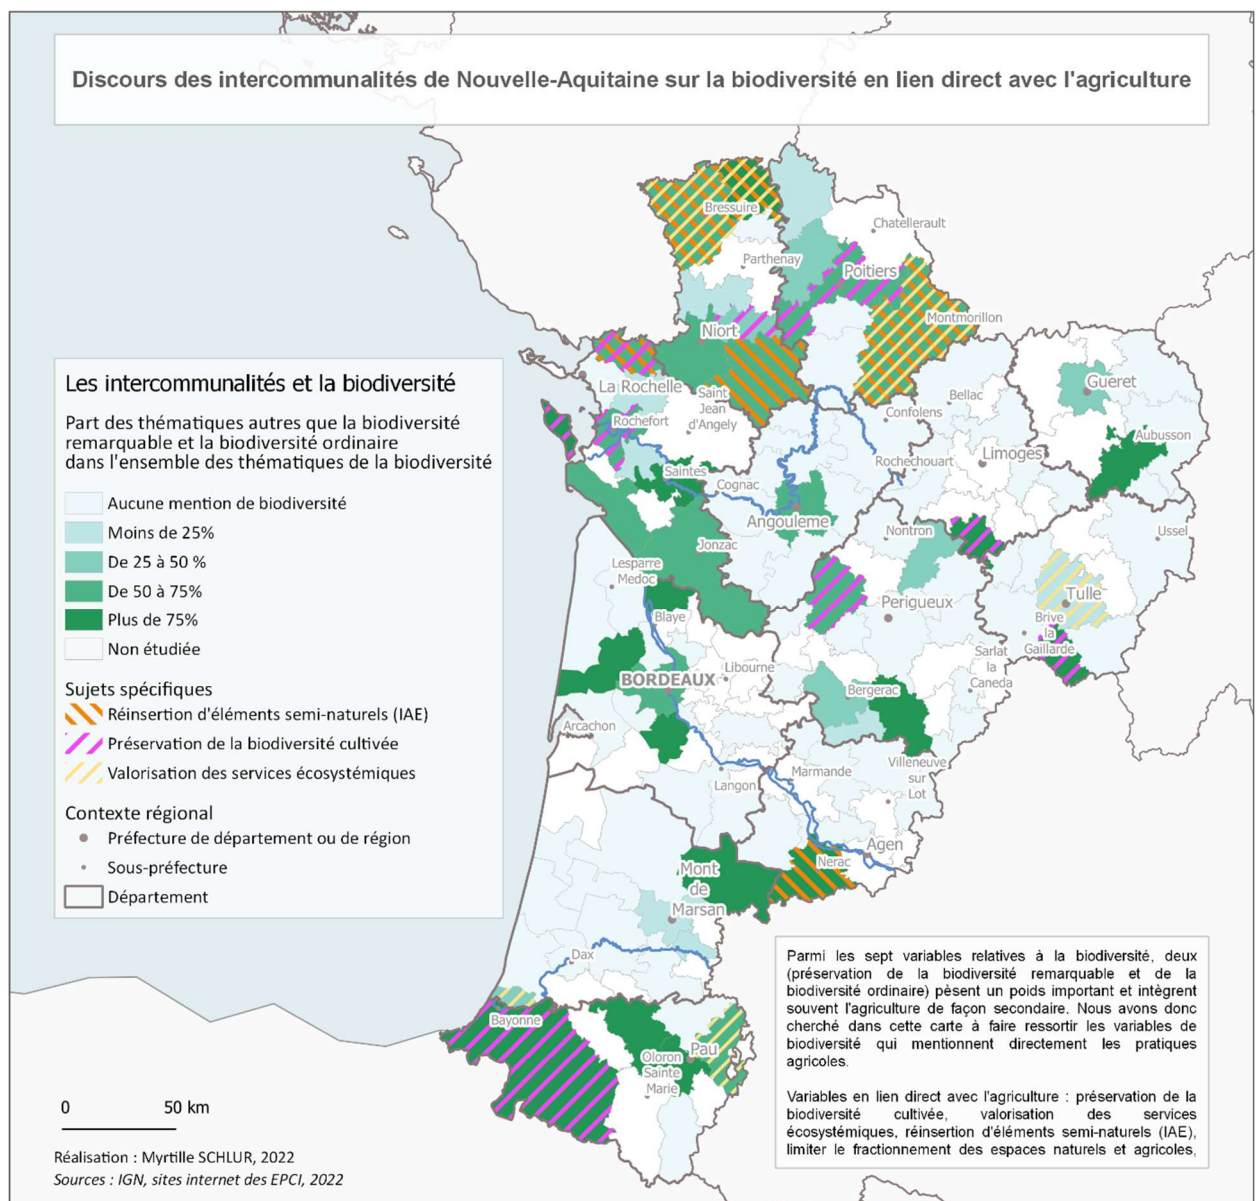 Discours des intercommunalités de Nouvelle-Aquitaine sur la biodiversité en lien direct avec l'agriculture
Les intercommunalités et la biodiversité
Part des thématiques autres que la biodiversité
remarquable et la biodiversité ordinaire
dans l'ensemble des thématiques de la biodiversité
Aucune mention de biodiversité
Moins de 25%
De 25 à 50 %
De 50 à 75%
Plus de 75%
Non étudiée
Sujets spécifiques
Réinsertion d'éléments semi-naturels (IAE)
Préservation de la biodiversité cultivée
Valorisation des services écosystémiques
Contexte régional
Préfecture de département ou de région
Sous-préfecture
Département
Bressuire
Chatellerault
Parthenay
Poitiers
Niort
Montmorillon
La Rochelle
Saint
Jean
d'Angely
Rochefort
Confolens
Bellac
Gueret
Aubusson
Rochechouart
Limoges
Saintes
Cognac
Angouleme
Nontron
Ussel
Jonzac
Lesparre
Medoc
Blaye
Perigueux
Tulle
Brive
la
Gaillarde
Sarlat
la
Caneda
Libourne
BORDEAUX
Bergerac
Arcachon
Langon
Marmande
Villeneuve
sur
Lot
Agen
Nerac
Mont
de
Marsan
Dax
Bayonne
Pau
Oloron
Sainte
Marie
Parmi les sept variables relatives à la biodiversité, deux
(préservation de la biodiversité remarquable et de la
biodiversité ordinaire) pèsent un poids important et intègrent
souvent l'agriculture de façon secondaire. Nous avons donc
cherché dans cette carte à faire ressortir les variables de
biodiversité qui mentionnent directement les pratiques
agricoles.
Variables en lien direct avec l'agriculture : préservation de la
biodiversité cultivée, valorisation des services
écosystémiques, réinsertion d'éléments semi-naturels (IAE),
limiter le fractionnement des espaces naturels et agricoles,
0 50 km
Réalisation : Myrtille SCHLUR, 2022
Sources : IGN, sites internet des EPCI, 2022